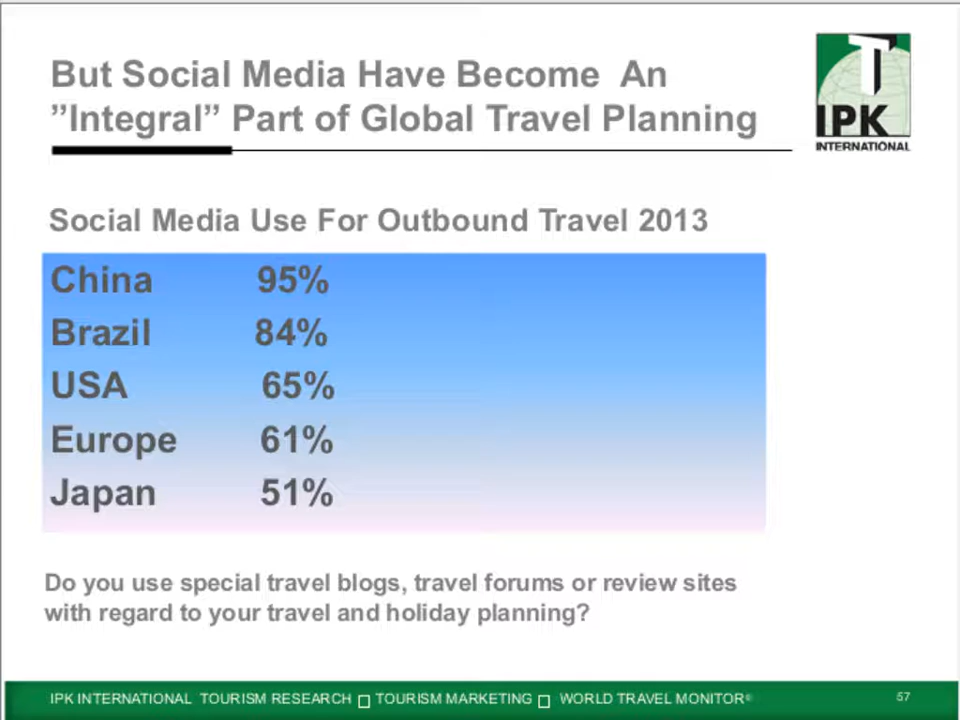 But Social Media Have Become An
”Integral” Part of Global Travel Planning
T
IPK
INTERNATIONAL
Social Media Use For Outbound Travel 2013
China 95%
Brazil 84%
USA 65%
Europe 61%
Japan 51%
Do you use special travel blogs, travel forums or review sites
with regard to your travel and holiday planning?
IPK INTERNATIONAL TOURISM RESEARCH □ TOURISM MARKETING □ WORLD TRAVEL MONITOR® 57